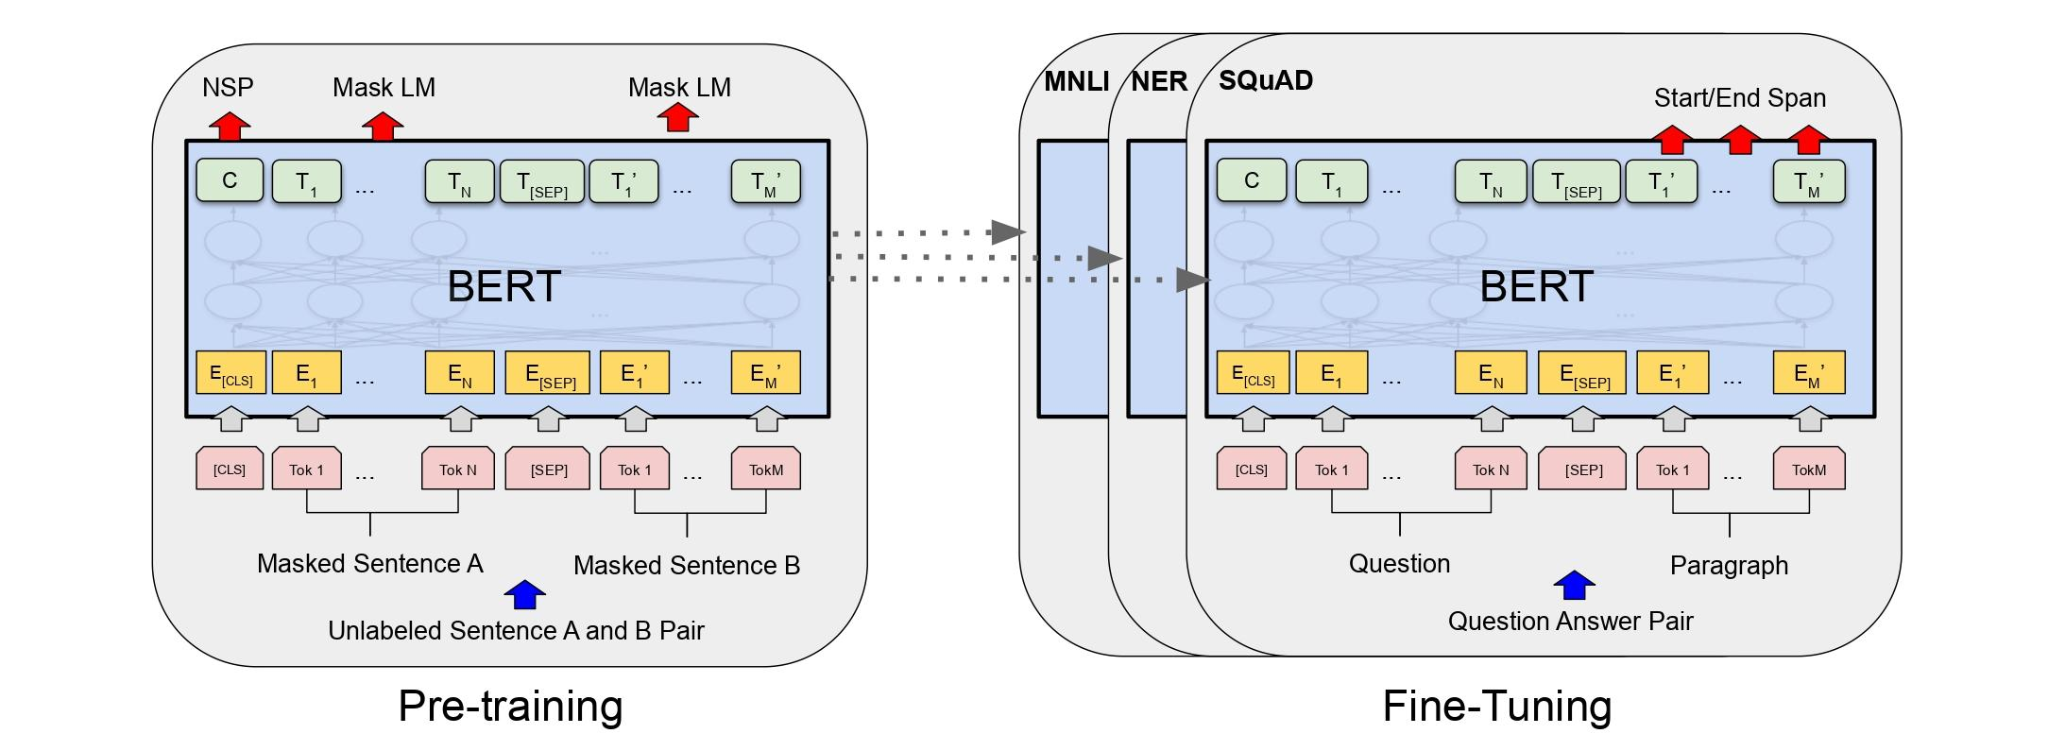 NSP Mask LM Mask LM
C T1 ... TN T[SEP] T1’ ... TM’
...
BERT
...
E[CLS] E1 ... EN E[SEP] E1’ ... EM’
[CLS] Tok 1 ... Tok N [SEP] Tok 1 ... TokM
Masked Sentence A Masked Sentence B
Unlabeled Sentence A and B Pair
Pre-training
MNLI NER SQuAD
Start/End Span
C T1 ... TN T[SEP] T1’ ... TM’
...
BERT
...
E[CLS] E1 ... EN E[SEP] E1’ ... EM’
[CLS] Tok 1 ... Tok N [SEP] Tok 1 ... TokM
Question Paragraph
Question Answer Pair
Fine-Tuning